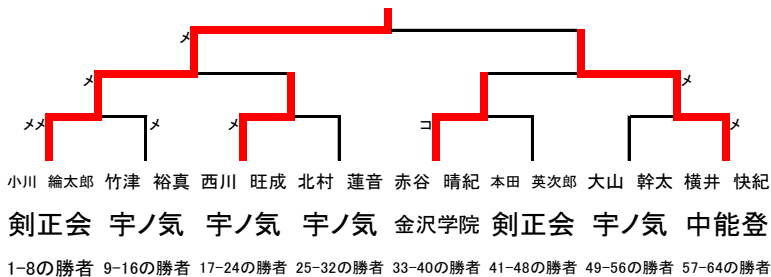 メ
メ メ
メメ メ メ コ メ
小川 綸太郎 竹津 裕真 西川 旺成 北村 蓮音 赤谷 晴紀 本田 英次郎 大山 幹太 横井 快紀
剣正会 宇ノ気 宇ノ気 宇ノ気 金沢学院 剣正会 宇ノ気 中能登
1-8の勝者 9-16の勝者 17-24の勝者 25-32の勝者 33-40の勝者 41-48の勝者 49-56の勝者 57-64の勝者